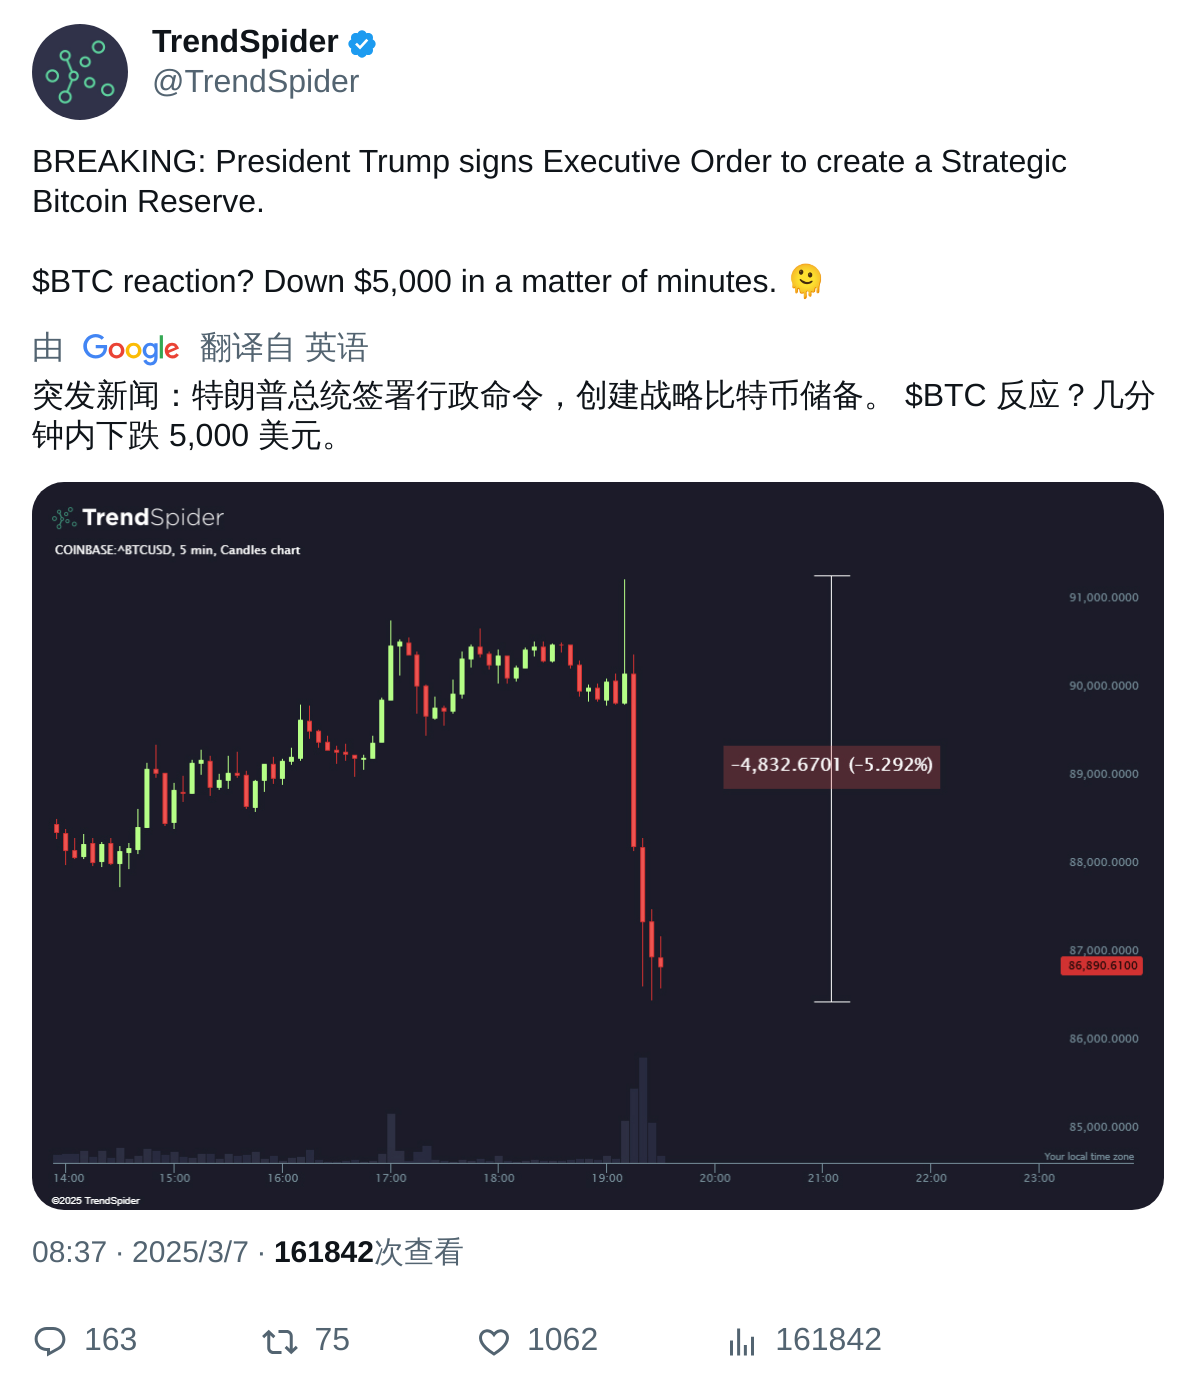 TrendSpider
@TrendSpider
BREAKING: President Trump signs Executive Order to create a Strategic
Bitcoin Reserve.
$BTC reaction? Down $5,000 in a matter of minutes. 🫠
由 Google 翻译自 英语
突发新闻：特朗普总统签署行政命令，创建战略比特币储备。 $BTC 反应？几分
钟内下跌 5,000 美元。
TrendSpider
COINBASE:^BTCUSD, 5 min, Candles chart
91,000.0000
90,000.0000
-4,832.6701 (-5.292%)
89,000.0000
88,000.0000
87,000.0000
86,890.6100
86,000.0000
85,000.0000
Your local time zone
14:00 15:00 16:00 17:00 18:00 19:00 20:00 21:00 22:00 23:00
©2025 TrendSpider
08:37 · 2025/3/7 · 161842次查看
163 75 1062 161842